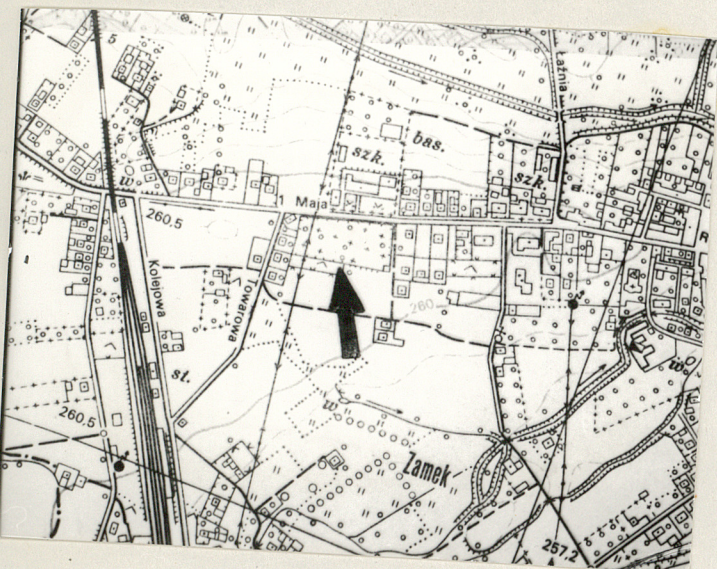 5
Łaźnia
szk.
bas.
szk.
w
1 Maja
R
260.5
Kolejowa
Towarowa
260
st.
w.
w
260.5
Zamek
257.2